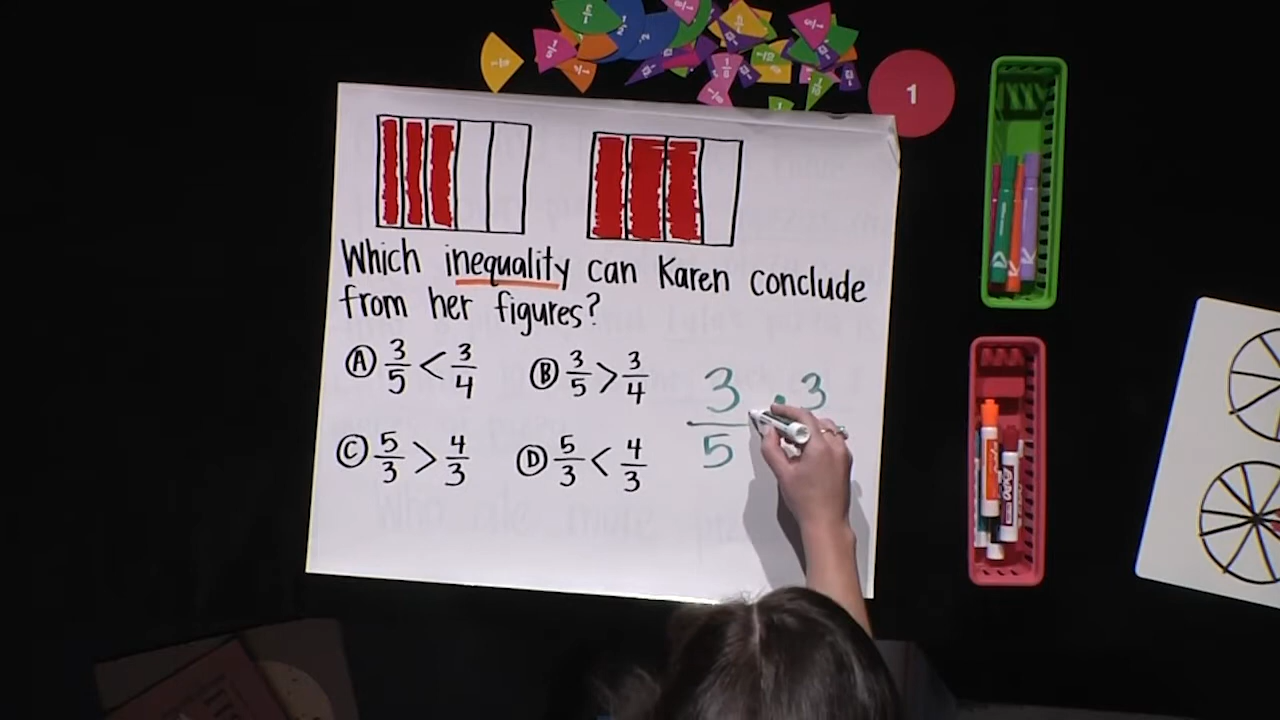 1
Which inequality can Karen conclude
from her figures?
Ⓐ 3/5 < 3/4 Ⓑ 3/5 > 3/4
Ⓒ 5/3 > 4/3 Ⓓ 5/3 < 4/3
3/5 3